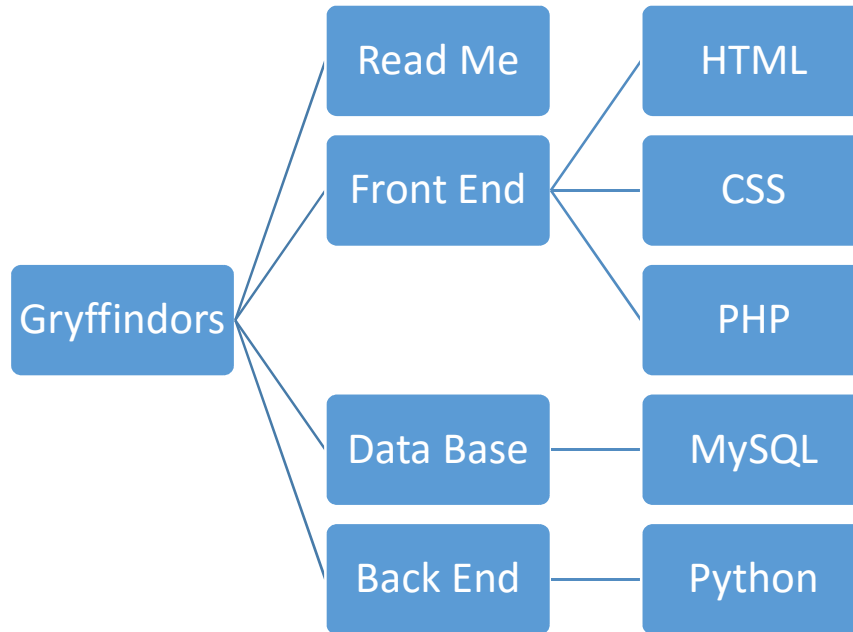 Gryffindors
Read Me
Front End
HTML
CSS
PHP
Data Base
MySQL
Back End
Python